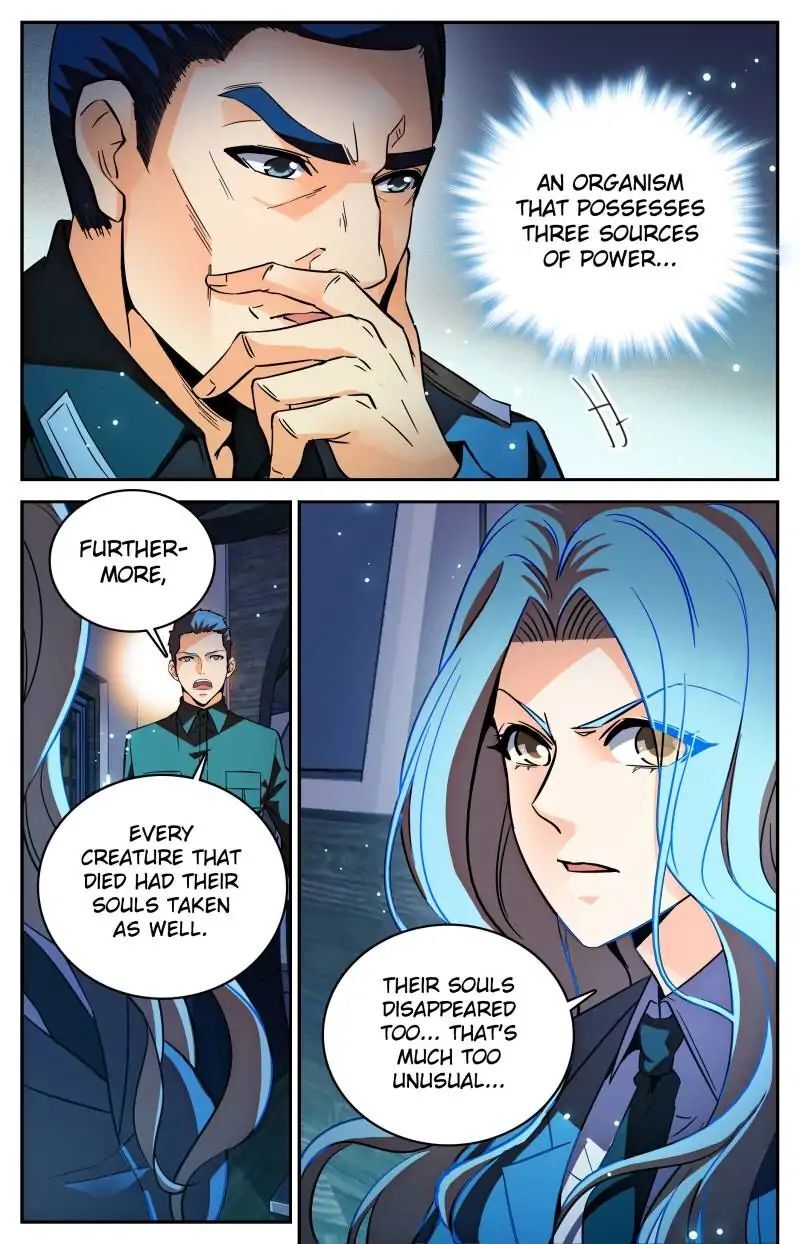 AN ORGANISM
THAT POSSESSES
THREE SOURCES
OF POWER...
FURTHER-
MORE,
EVERY
CREATURE THAT
DIED HAD THEIR
SOULS TAKEN
AS WELL.
THEIR SOULS
DISAPPEARED
TOO... THAT'S
MUCH TOO
UNUSUAL...